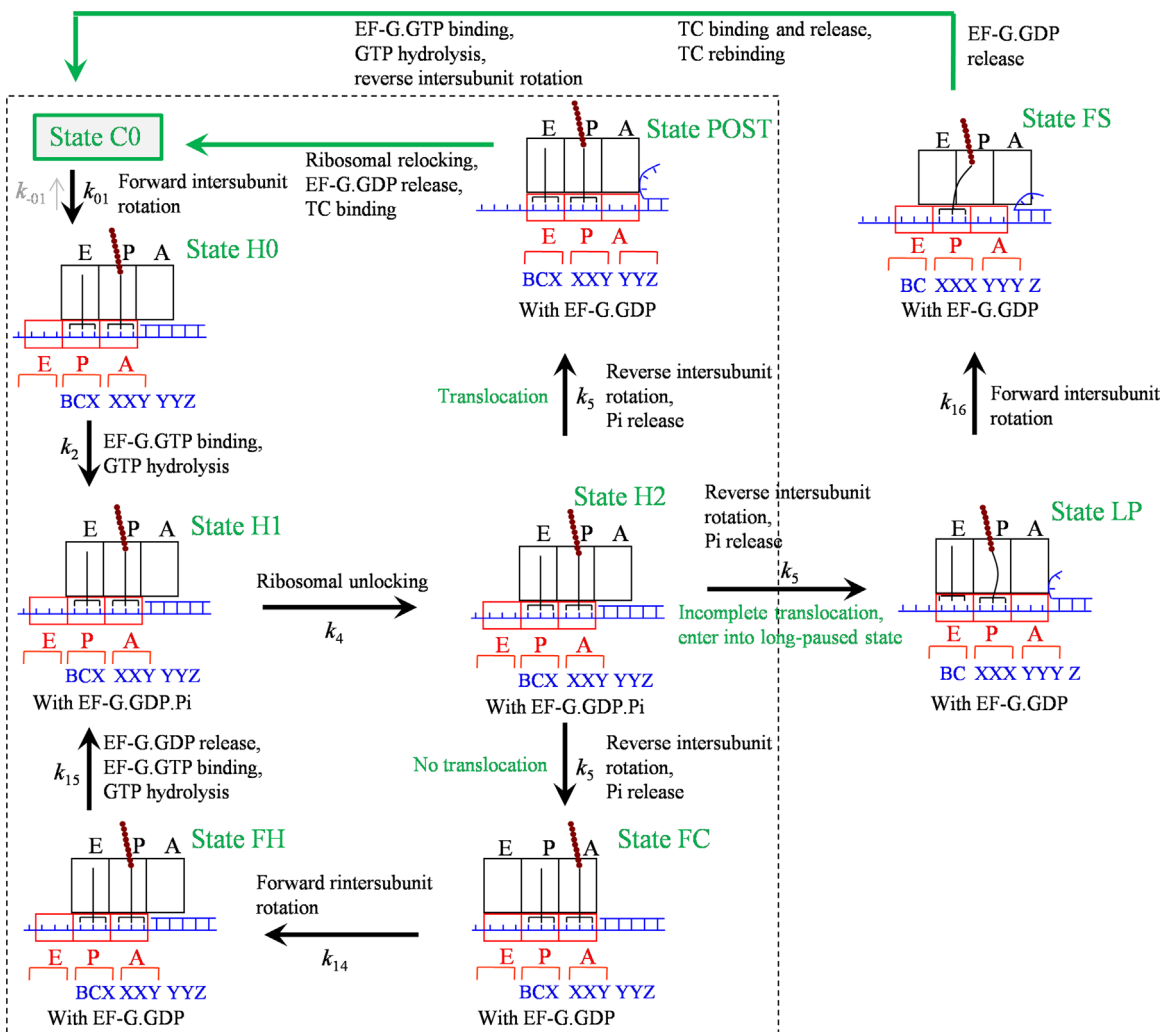 EF-G.GTP binding,
GTP hydrolysis,
reverse intersubunit rotation
TC binding and release,
TC rebinding
EF-G.GDP
release
State C0
k-01
k01
Forward intersubunit
rotation
Ribosomal relocking,
EF-G.GDP release,
TC binding
E P A
State POST
E P A
BCX XXY YYZ
With EF-G.GDP
E P A
State FS
E P A
BC XXX YYY Z
With EF-G.GDP
State H0
E P A
E P A
BCX XXY YYZ
k2
EF-G.GTP binding,
GTP hydrolysis
Translocation
k5
Reverse intersubunit
rotation,
Pi release
k16
Forward intersubunit
rotation
State H1
E P A
E P A
BCX XXY YYZ
With EF-G.GDP.Pi
Ribosomal unlocking
k4
State H2
E P A
E P A
BCX XXY YYZ
With EF-G.GDP.Pi
Reverse intersubunit
rotation,
Pi release
k5
Incomplete translocation,
enter into long-paused state
State LP
E P A
E P A
BC XXX YYY Z
With EF-G.GDP
k15
EF-G.GDP release,
EF-G.GTP binding,
GTP hydrolysis
No translocation
k5
Reverse intersubunit
rotation,
Pi release
State FH
E P A
E P A
BCX XXY YYZ
With EF-G.GDP
Forward rintersubunit
rotation
k14
State FC
E P A
E P A
BCX XXY YYZ
With EF-G.GDP